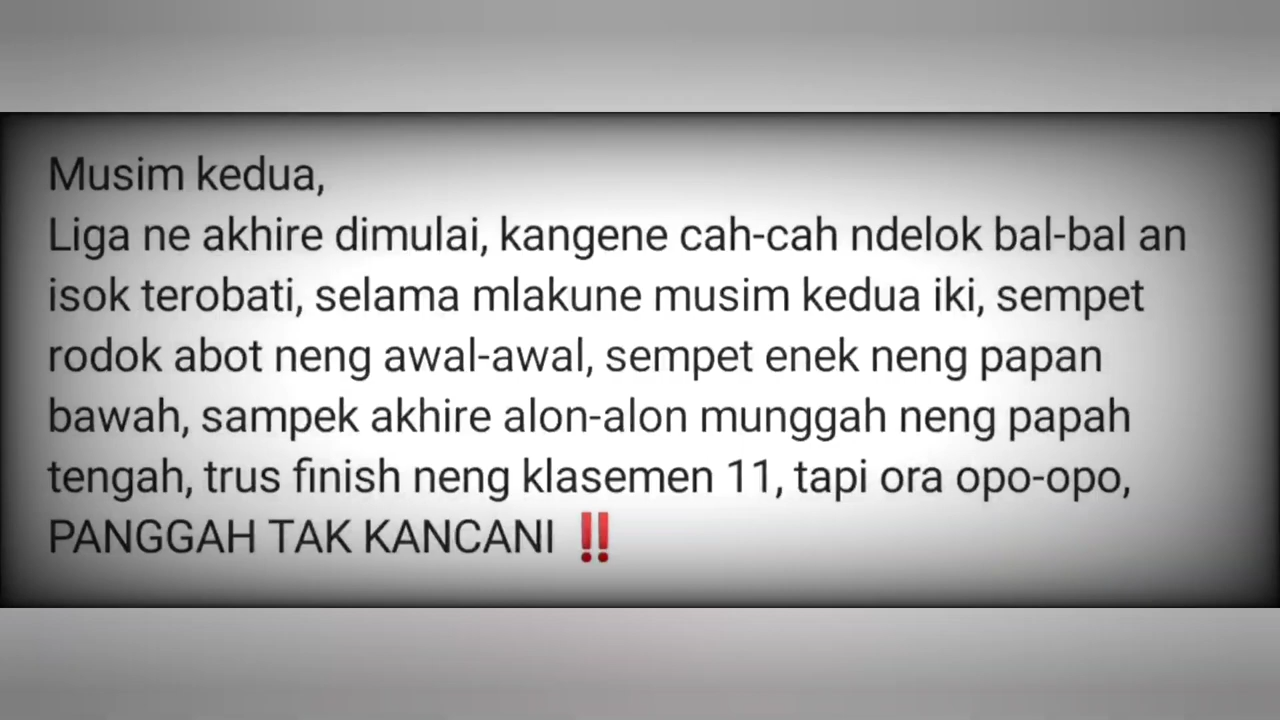 Musim kedua,
Liga ne akhire dimulai, kangene cah-cah ndelok bal-bal an
isok terobati, selama mlakune musim kedua iki, sempet
rodok abot neng awal-awal, sempet enek neng papan
bawah, sampek akhire alon-alon munggah neng papah
tengah, trus finish neng klasemen 11, tapi ora opo-opo,
PANGGAH TAK KANCANI ‼️